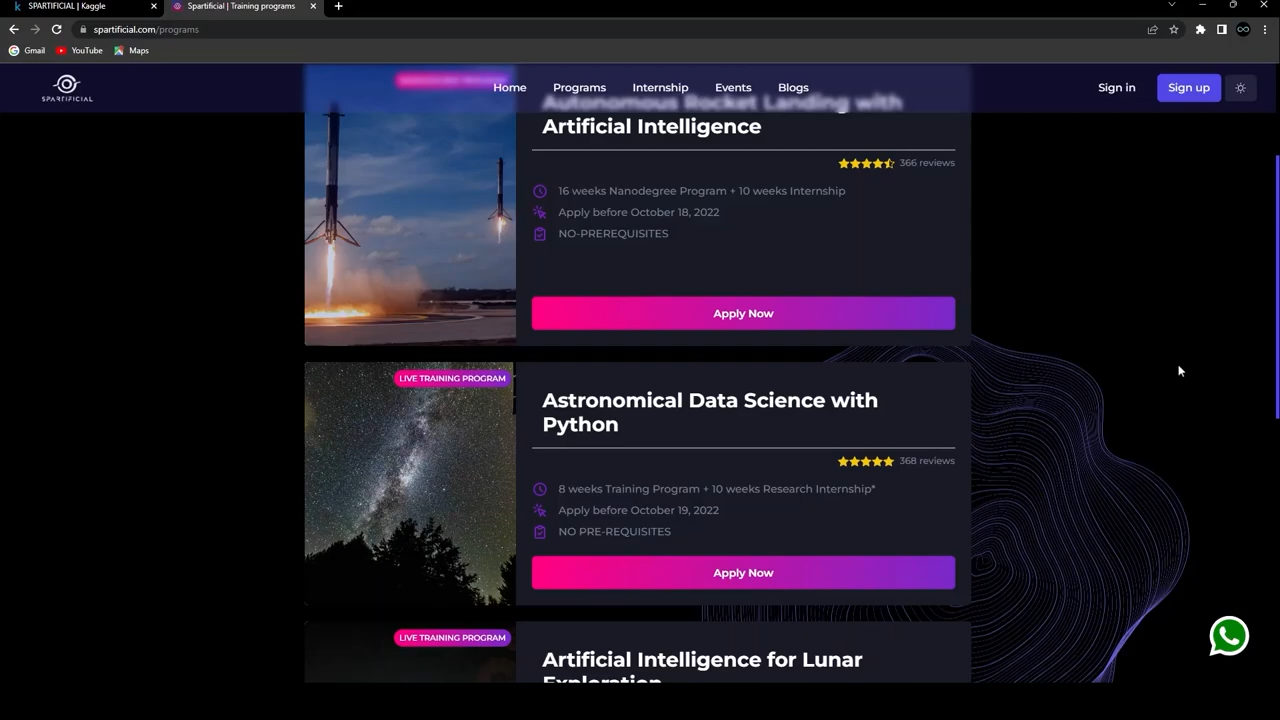 SPARTIFICIAL | Kaggle
Spartificial | Training programs
spartificial.com/programs
Gmail
YouTube
Maps
SPARTIFICIAL
Home
Programs
Internship
Events
Blogs
Sign in
Sign up
Autonomous Rocket Landing with
Artificial Intelligence
366 reviews
16 weeks Nanodegree Program + 10 weeks Internship
Apply before October 18, 2022
NO-PREREQUISITES
Apply Now
LIVE TRAINING PROGRAM
Astronomical Data Science with
Python
368 reviews
8 weeks Training Program + 10 weeks Research Internship*
Apply before October 19, 2022
NO PRE-REQUISITES
Apply Now
LIVE TRAINING PROGRAM
Artificial Intelligence for Lunar
Exploration